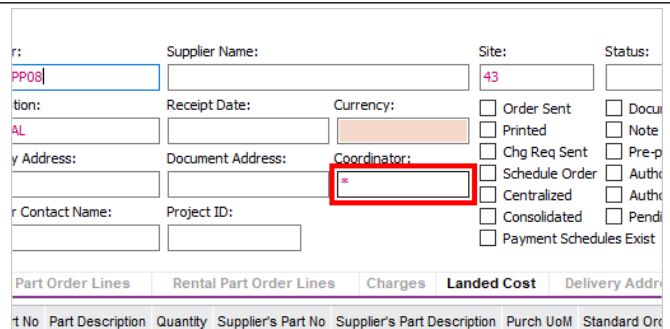 r: Supplier Name: Site: Status:
PP08 43
tion: Receipt Date: Currency: Order Sent Docu
AL Printed Note
y Address: Document Address: Coordinator: Chg Req Sent Pre-p
* Schedule Order Autho
Centralized Autho
r Contact Name: Project ID: Consolidated Pendi
Payment Schedules Exist
Part Order Lines Rental Part Order Lines Charges Landed Cost Delivery Addre
rt No Part Description Quantity Supplier's Part No Supplier's Part Description Purch UoM Standard Ord